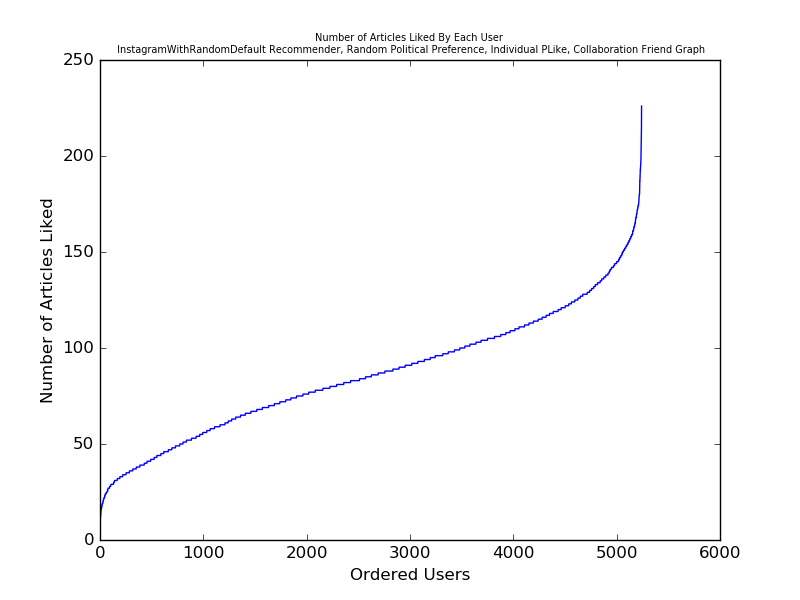 Number of Articles Liked By Each User
InstagramWithRandomDefault Recommender, Random Political Preference, Individual PLike, Collaboration Friend Graph
250
200
150
100
50
0
Number of Articles Liked
0 1000 2000 3000 4000 5000 6000
Ordered Users